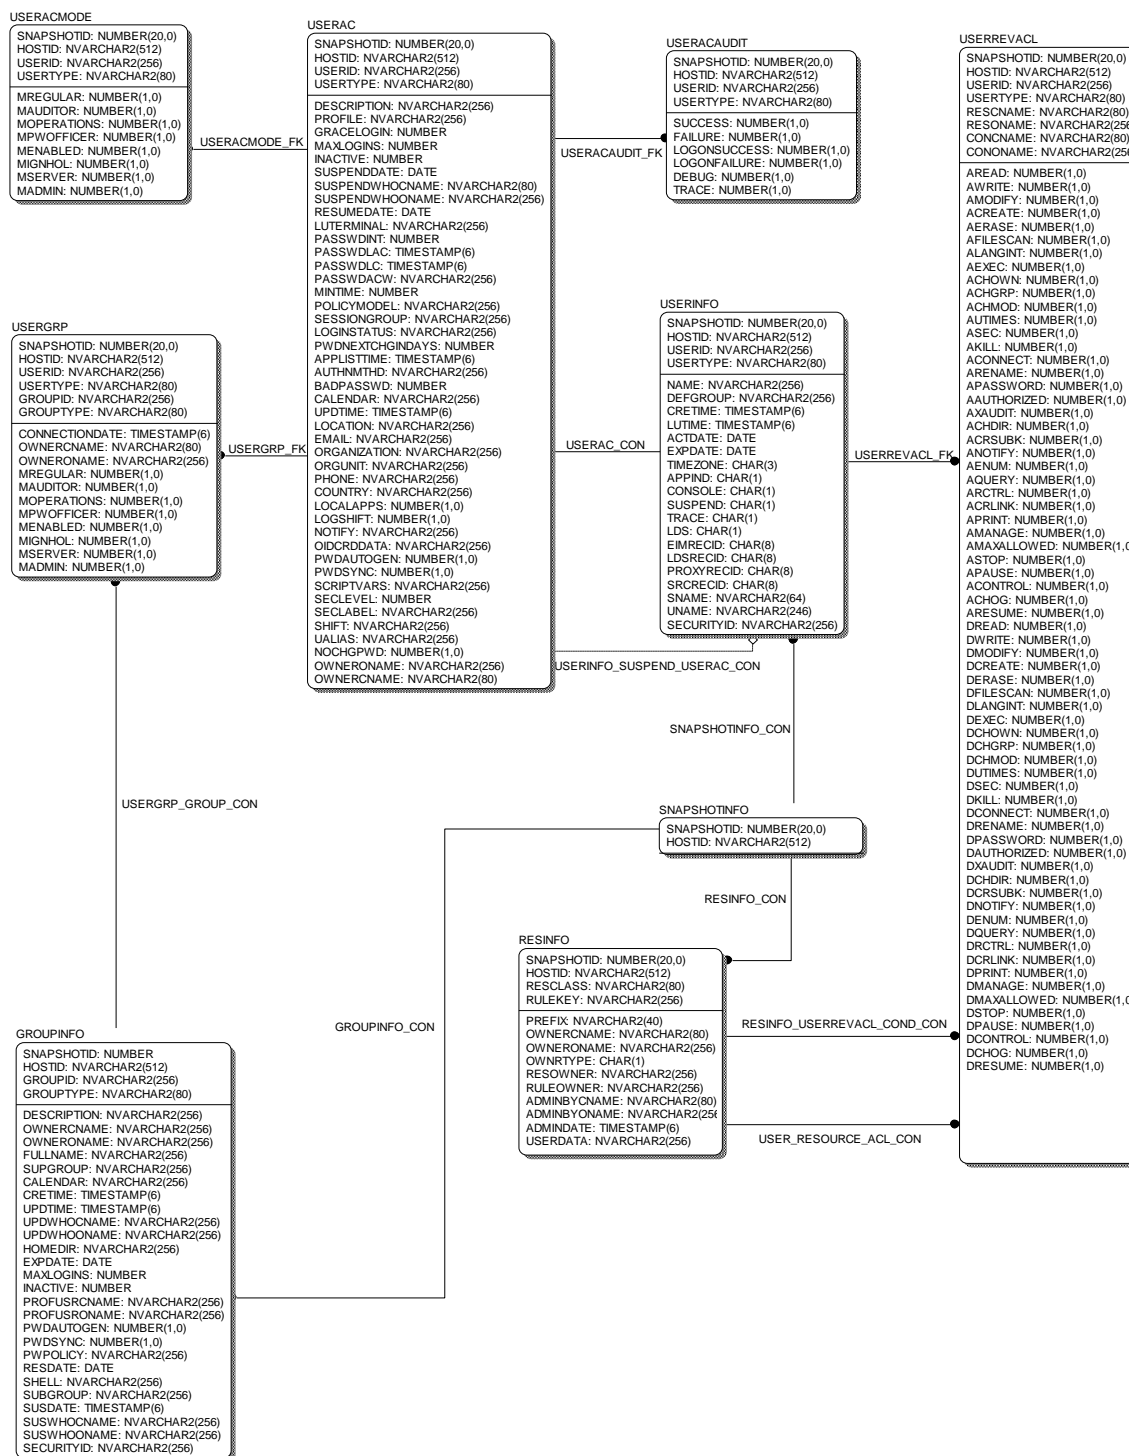 USERACMODE
SNAPSHOTID: NUMBER(20,0)
HOSTID: NVARCHAR2(512)
USERID: NVARCHAR2(256)
USERTYPE: NVARCHAR2(80)
MREGULAR: NUMBER(1,0)
MAUDITOR: NUMBER(1,0)
MOPERATIONS: NUMBER(1,0)
MPWOFFICER: NUMBER(1,0)
MENABLED: NUMBER(1,0)
MIGNHOL: NUMBER(1,0)
MSERVER: NUMBER(1,0)
MADMIN: NUMBER(1,0)
USERACMODE_FK
USERAC
SNAPSHOTID: NUMBER(20,0)
HOSTID: NVARCHAR2(512)
USERID: NVARCHAR2(256)
USERTYPE: NVARCHAR2(80)
DESCRIPTION: NVARCHAR2(256)
PROFILE: NVARCHAR2(256)
GRACELOGIN: NUMBER
MAXLOGINS: NUMBER
INACTIVE: NUMBER
SUSPENDDATE: DATE
SUSPENDWHOCNAME: NVARCHAR2(80)
SUSPENDWHOONAME: NVARCHAR2(256)
RESUMEDATE: DATE
LUTERMINAL: NVARCHAR2(256)
PASSWDINT: NUMBER
PASSWDLAC: TIMESTAMP(6)
PASSWDLC: TIMESTAMP(6)
PASSWDACW: NVARCHAR2(256)
MINTIME: NUMBER
POLICYMODEL: NVARCHAR2(256)
SESSIONGROUP: NVARCHAR2(256)
LOGINSTATUS: NVARCHAR2(256)
PWDNEXTCHGINDAYS: NUMBER
APPLISTTIME: TIMESTAMP(6)
AUTHNMTHD: NVARCHAR2(256)
BADPASSWD: NUMBER
CALENDAR: NVARCHAR2(256)
UPDTIME: TIMESTAMP(6)
LOCATION: NVARCHAR2(256)
EMAIL: NVARCHAR2(256)
ORGANIZATION: NVARCHAR2(256)
ORGUNIT: NVARCHAR2(256)
PHONE: NVARCHAR2(256)
COUNTRY: NVARCHAR2(256)
LOCALAPPS: NUMBER(1,0)
LOGSHIFT: NUMBER(1,0)
NOTIFY: NVARCHAR2(256)
OIDCRDDATA: NVARCHAR2(256)
PWDAUTOGEN: NUMBER(1,0)
PWDSYNC: NUMBER(1,0)
SCRIPTVARS: NVARCHAR2(256)
SECLEVEL: NUMBER
SECLABEL: NVARCHAR2(256)
SHIFT: NVARCHAR2(256)
UALIAS: NVARCHAR2(256)
NOCHGPWD: NUMBER(1,0)
OWNERONAME: NVARCHAR2(256)
OWNERCNAME: NVARCHAR2(80)
USERACAUDIT
SNAPSHOTID: NUMBER(20,0)
HOSTID: NVARCHAR2(512)
USERID: NVARCHAR2(256)
USERTYPE: NVARCHAR2(80)
SUCCESS: NUMBER(1,0)
FAILURE: NUMBER(1,0)
LOGONSUCCESS: NUMBER(1,0)
LOGONFAILURE: NUMBER(1,0)
DEBUG: NUMBER(1,0)
TRACE: NUMBER(1,0)
USERACAUDIT_FK
USERREVACL
SNAPSHOTID: NUMBER(20,0)
HOSTID: NVARCHAR2(512)
USERID: NVARCHAR2(256)
USERTYPE: NVARCHAR2(80)
RESCNAME: NVARCHAR2(80)
RESONAME: NVARCHAR2(256
CONCNAME: NVARCHAR2(80)
CONONAME: NVARCHAR2(256
AREAD: NUMBER(1,0)
AWRITE: NUMBER(1,0)
AMODIFY: NUMBER(1,0)
ACREATE: NUMBER(1,0)
AERASE: NUMBER(1,0)
AFILESCAN: NUMBER(1,0)
ALANGINT: NUMBER(1,0)
AEXEC: NUMBER(1,0)
ACHOWN: NUMBER(1,0)
ACHGRP: NUMBER(1,0)
ACHMOD: NUMBER(1,0)
AUTIMES: NUMBER(1,0)
ASEC: NUMBER(1,0)
AKILL: NUMBER(1,0)
ACONNECT: NUMBER(1,0)
ARENAME: NUMBER(1,0)
APASSWORD: NUMBER(1,0)
AAUTHORIZED: NUMBER(1,0)
AXAUDIT: NUMBER(1,0)
ACHDIR: NUMBER(1,0)
ACRSUBK: NUMBER(1,0)
ANOTIFY: NUMBER(1,0)
AENUM: NUMBER(1,0)
AQUERY: NUMBER(1,0)
ARCTRL: NUMBER(1,0)
ACRLINK: NUMBER(1,0)
APRINT: NUMBER(1,0)
AMANAGE: NUMBER(1,0)
AMAXALLOWED: NUMBER(1,0
ASTOP: NUMBER(1,0)
APAUSE: NUMBER(1,0)
ACONTROL: NUMBER(1,0)
ACHOG: NUMBER(1,0)
ARESUME: NUMBER(1,0)
DREAD: NUMBER(1,0)
DWRITE: NUMBER(1,0)
DMODIFY: NUMBER(1,0)
DCREATE: NUMBER(1,0)
DERASE: NUMBER(1,0)
DFILESCAN: NUMBER(1,0)
DLANGINT: NUMBER(1,0)
DEXEC: NUMBER(1,0)
DCHOWN: NUMBER(1,0)
DCHGRP: NUMBER(1,0)
DCHMOD: NUMBER(1,0)
DUTIMES: NUMBER(1,0)
DSEC: NUMBER(1,0)
DKILL: NUMBER(1,0)
DCONNECT: NUMBER(1,0)
DRENAME: NUMBER(1,0)
DPASSWORD: NUMBER(1,0)
DAUTHORIZED: NUMBER(1,0)
DXAUDIT: NUMBER(1,0)
DCHDIR: NUMBER(1,0)
DCRSUBK: NUMBER(1,0)
DNOTIFY: NUMBER(1,0)
DENUM: NUMBER(1,0)
DQUERY: NUMBER(1,0)
DRCTRL: NUMBER(1,0)
DCRLINK: NUMBER(1,0)
DPRINT: NUMBER(1,0)
DMANAGE: NUMBER(1,0)
DMAXALLOWED: NUMBER(1,0
DSTOP: NUMBER(1,0)
DPAUSE: NUMBER(1,0)
DCONTROL: NUMBER(1,0)
DCHOG: NUMBER(1,0)
DRESUME: NUMBER(1,0)
USERGRP
SNAPSHOTID: NUMBER(20,0)
HOSTID: NVARCHAR2(512)
USERID: NVARCHAR2(256)
USERTYPE: NVARCHAR2(80)
GROUPID: NVARCHAR2(256)
GROUPTYPE: NVARCHAR2(80)
CONNECTIONDATE: TIMESTAMP(6)
OWNERCNAME: NVARCHAR2(80)
OWNERONAME: NVARCHAR2(256)
MREGULAR: NUMBER(1,0)
MAUDITOR: NUMBER(1,0)
MOPERATIONS: NUMBER(1,0)
MPWOFFICER: NUMBER(1,0)
MENABLED: NUMBER(1,0)
MIGNHOL: NUMBER(1,0)
MSERVER: NUMBER(1,0)
MADMIN: NUMBER(1,0)
USERGRP_FK
USERINFO
SNAPSHOTID: NUMBER(20,0)
HOSTID: NVARCHAR2(512)
USERID: NVARCHAR2(256)
USERTYPE: NVARCHAR2(80)
NAME: NVARCHAR2(256)
DEFGROUP: NVARCHAR2(256)
CRETIME: TIMESTAMP(6)
LUTIME: TIMESTAMP(6)
ACTDATE: DATE
EXPDATE: DATE
TIMEZONE: CHAR(3)
APPIND: CHAR(1)
CONSOLE: CHAR(1)
SUSPEND: CHAR(1)
TRACE: CHAR(1)
LDS: CHAR(1)
EIMRECID: CHAR(8)
LDSRECID: CHAR(8)
PROXYRECID: CHAR(8)
SRCRECID: CHAR(8)
SNAME: NVARCHAR2(64)
UNAME: NVARCHAR2(246)
SECURITYID: NVARCHAR2(256)
USERAC_CON
USERREVACL_FK
USERINFO_SUSPEND_USERAC_CON
SNAPSHOTINFO_CON
USERGRP_GROUP_CON
SNAPSHOTINFO
SNAPSHOTID: NUMBER(20,0)
HOSTID: NVARCHAR2(512)
RESINFO_CON
RESINFO
SNAPSHOTID: NUMBER(20,0)
HOSTID: NVARCHAR2(512)
RESCLASS: NVARCHAR2(80)
RULEKEY: NVARCHAR2(256)
PREFIX: NVARCHAR2(40)
OWNERCNAME: NVARCHAR2(80)
OWNERONAME: NVARCHAR2(256)
OWNRTYPE: CHAR(1)
RESOWNER: NVARCHAR2(256)
RULEOWNER: NVARCHAR2(256)
ADMINBYCNAME: NVARCHAR2(80)
ADMINBYONAME: NVARCHAR2(256
ADMINDATE: TIMESTAMP(6)
USERDATA: NVARCHAR2(256)
GROUPINFO_CON
RESINFO_USERREVACL_COND_CON
USER_RESOURCE_ACL_CON
GROUPINFO
SNAPSHOTID: NUMBER
HOSTID: NVARCHAR2(512)
GROUPID: NVARCHAR2(256)
GROUPTYPE: NVARCHAR2(80)
DESCRIPTION: NVARCHAR2(256)
OWNERCNAME: NVARCHAR2(256)
OWNERONAME: NVARCHAR2(256)
FULLNAME: NVARCHAR2(256)
SUPGROUP: NVARCHAR2(256)
CALENDAR: NVARCHAR2(256)
CRETIME: TIMESTAMP(6)
UPDTIME: TIMESTAMP(6)
UPDWHOCNAME: NVARCHAR2(256)
UPDWHOONAME: NVARCHAR2(256)
HOMEDIR: NVARCHAR2(256)
EXPDATE: DATE
MAXLOGINS: NUMBER
INACTIVE: NUMBER
PROFUSRCNAME: NVARCHAR2(256)
PROFUSRONAME: NVARCHAR2(256)
PWDAUTOGEN: NUMBER(1,0)
PWDSYNC: NUMBER(1,0)
PWPOLICY: NVARCHAR2(256)
RESDATE: DATE
SHELL: NVARCHAR2(256)
SUBGROUP: NVARCHAR2(256)
SUSDATE: TIMESTAMP(6)
SUSWHOCNAME: NVARCHAR2(256)
SUSWHOONAME: NVARCHAR2(256)
SECURITYID: NVARCHAR2(256)